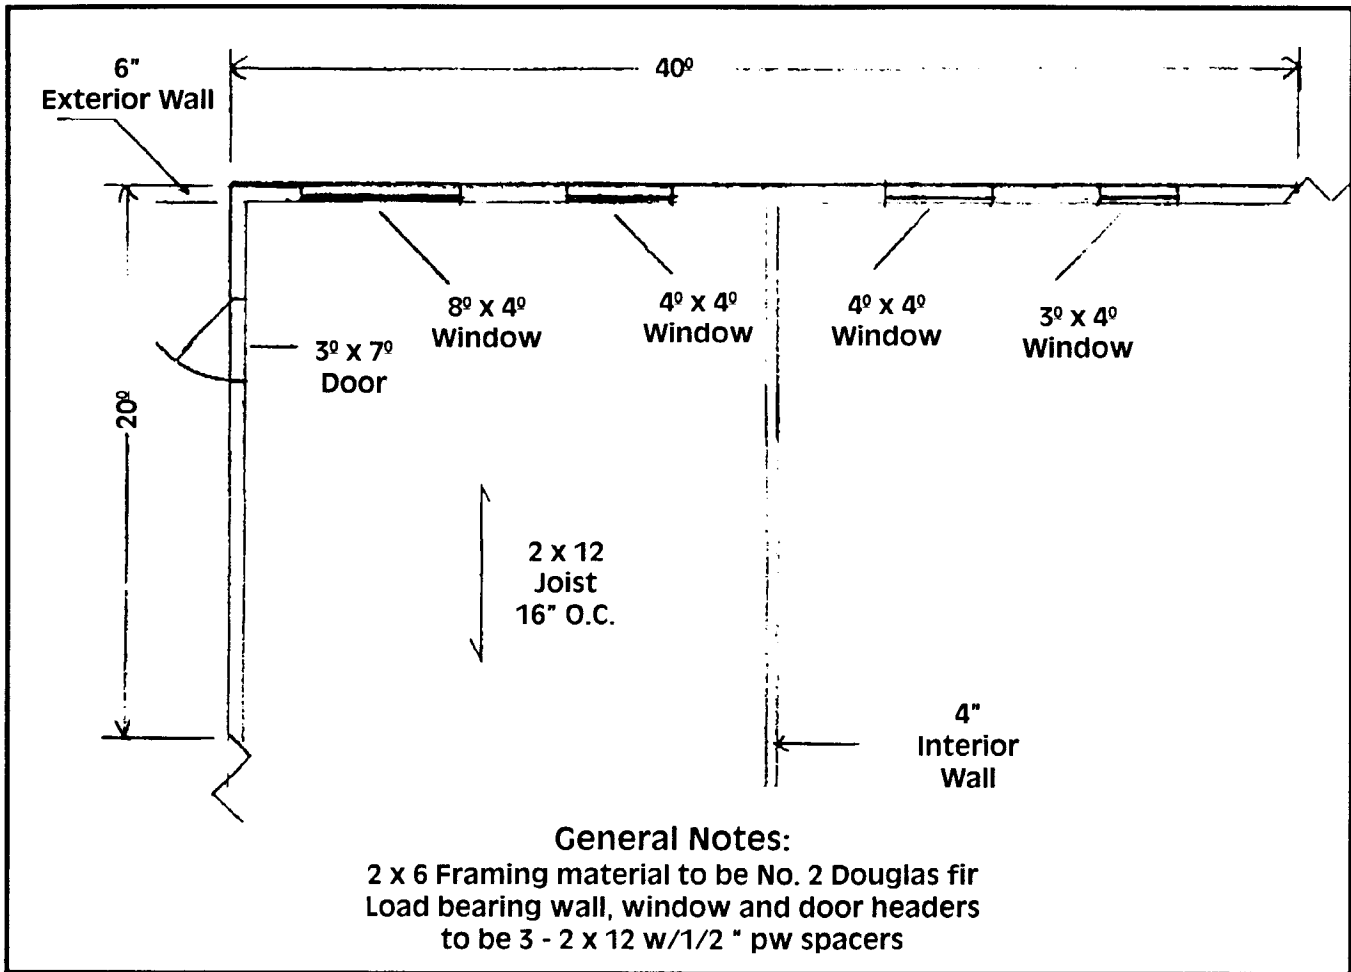 6"
Exterior Wall
40º
8º x 4º
Window
4º x 4º
Window
4º x 4º
Window
3º x 4º
Window
3º x 7º
Door
20º
2 x 12
Joist
16" O.C.
4"
Interior
Wall
General Notes:
2 x 6 Framing material to be No. 2 Douglas fir
Load bearing wall, window and door headers
to be 3 - 2 x 12 w/1/2 " pw spacers